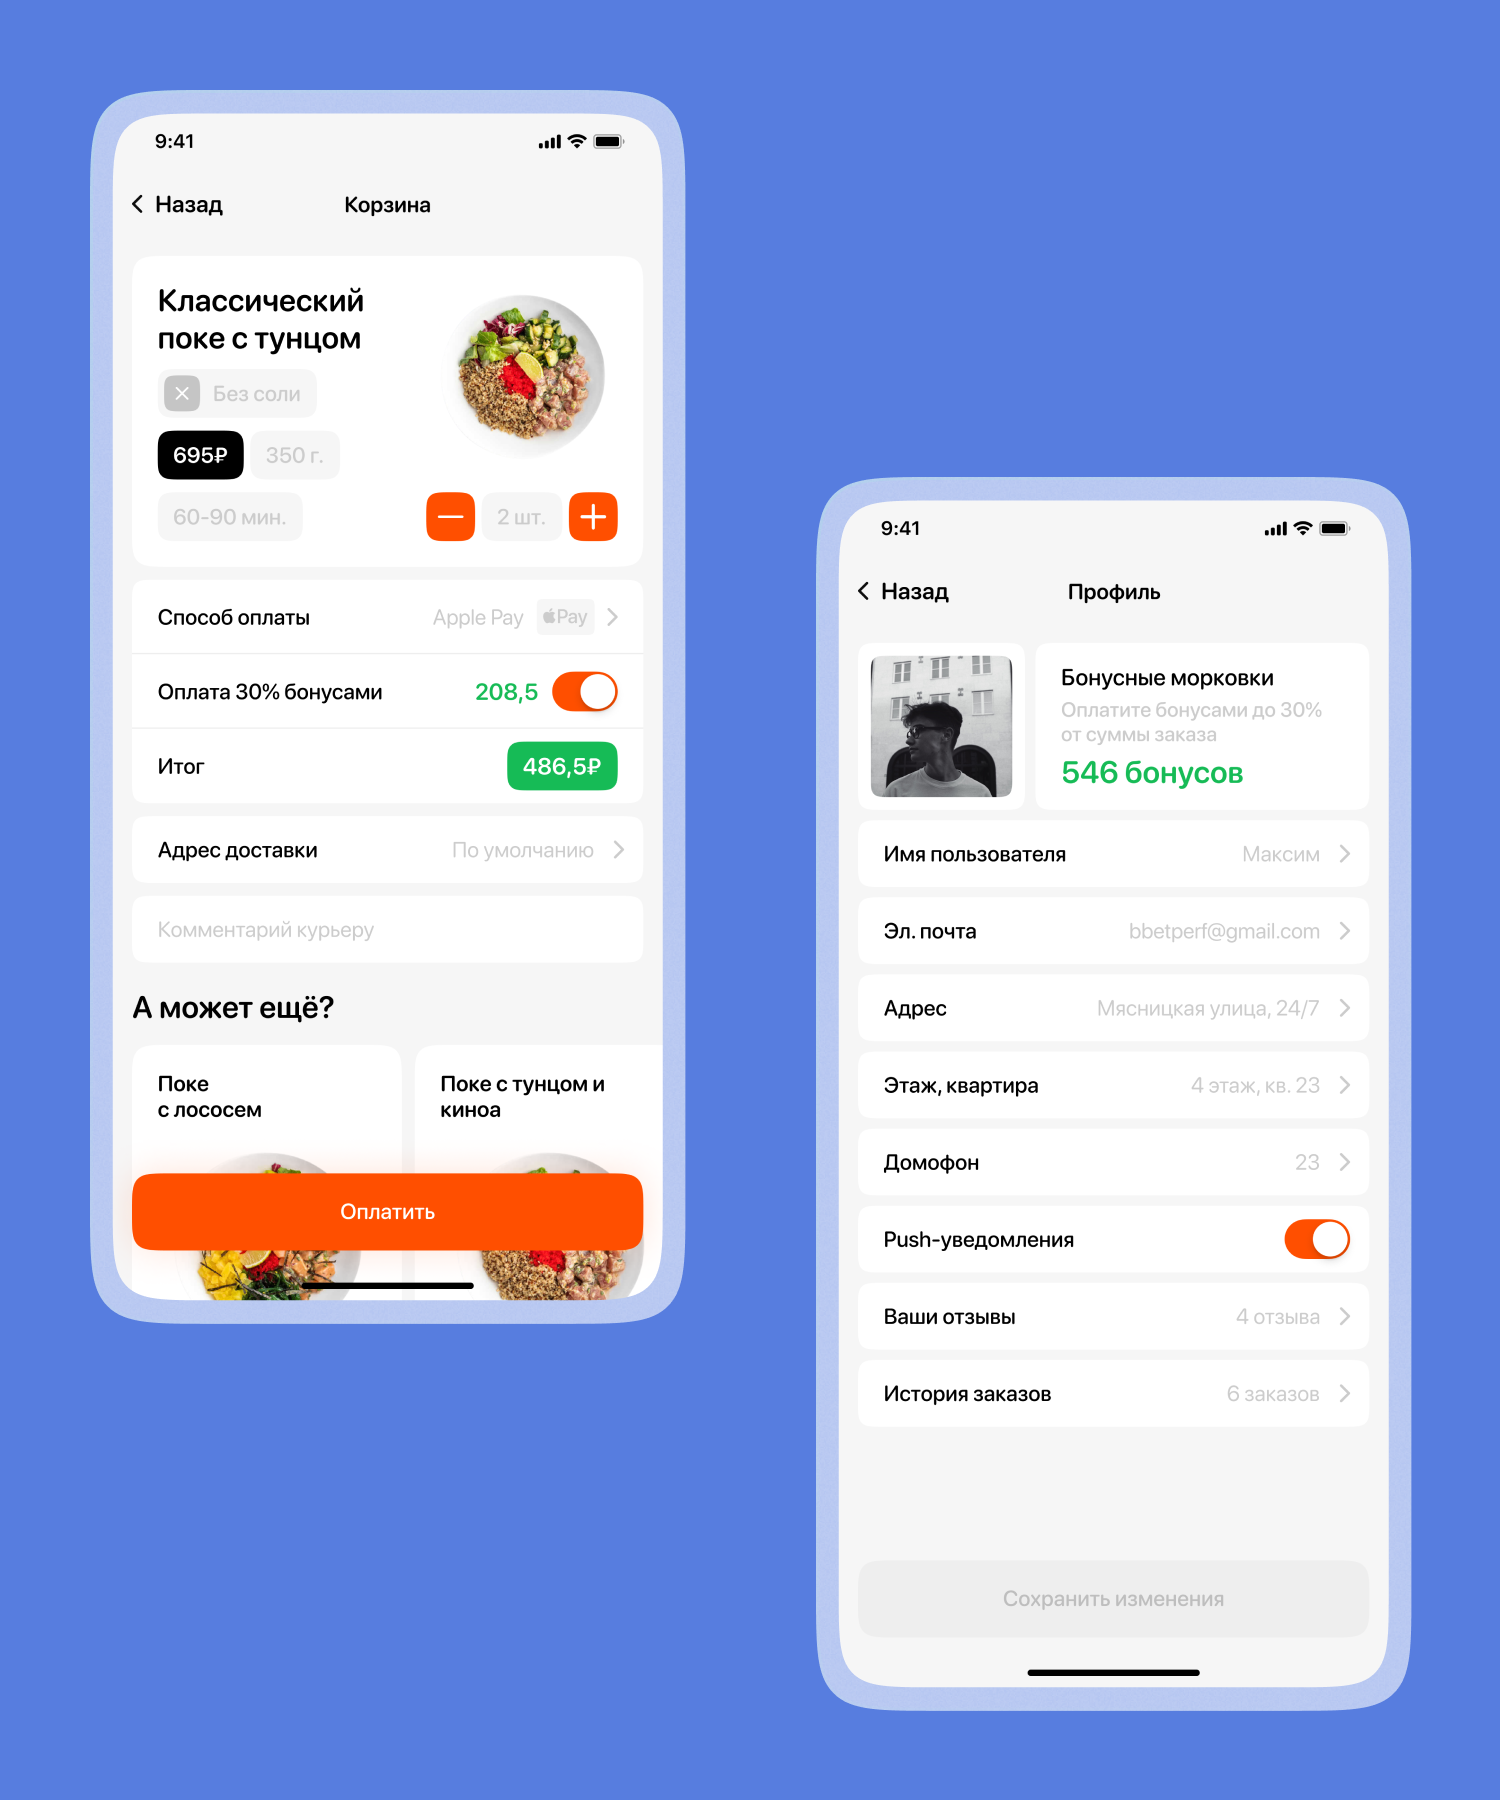 9:41
Назад
Корзина
Классический
поке с тунцом
Без соли
695₽
350 г.
60-90 мин.
2 шт.
Способ оплаты
Apple Pay
Pay
Оплата 30% бонусами
208,5
Итог
486,5₽
Адрес доставки
По умолчанию
Комментарий курьеру
А может ещё?
Поке
с лососем
Поке с тунцом и
киноа
Оплатить
9:41
Назад
Профиль
Бонусные морковки
Оплатите бонусами до 30%
от суммы заказа
546 бонусов
Имя пользователя
Максим
Эл. почта
bbetperf@gmail.com
Адрес
Мясницкая улица, 24/7
Этаж, квартира
4 этаж, кв. 23
Домофон
23
Push-уведомления
Ваши отзывы
4 отзыва
История заказов
6 заказов
Сохранить изменения